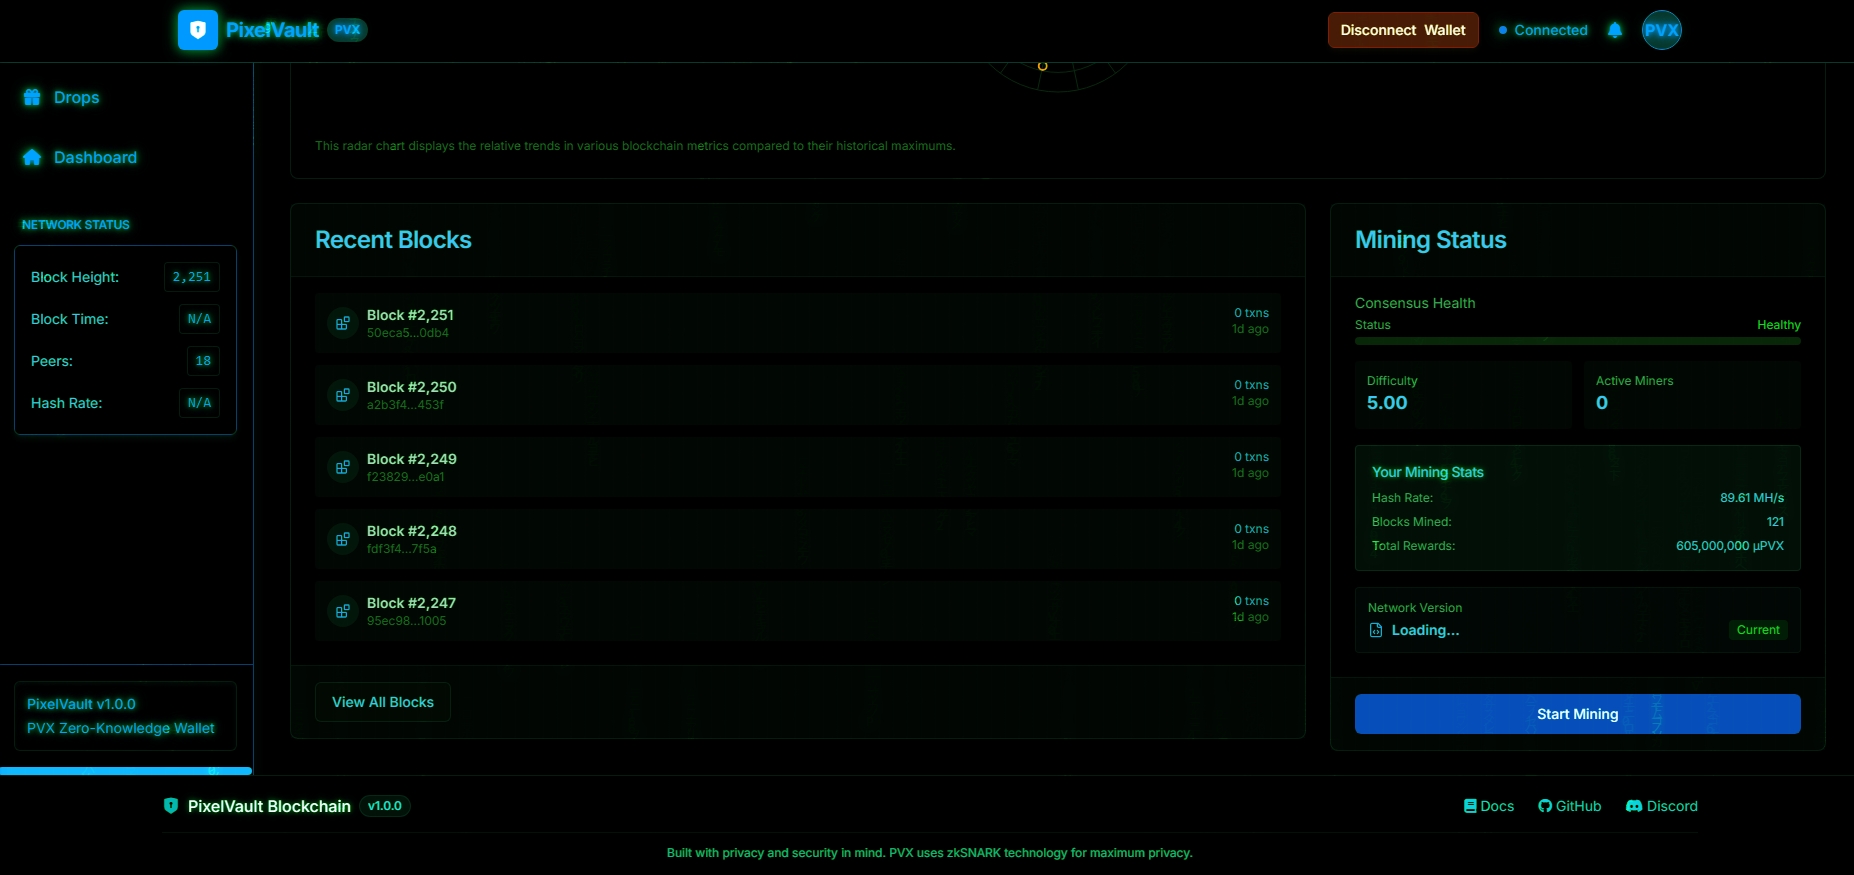 PixelVault PVX
Disconnect Wallet
Connected
PVX
Drops
Dashboard
NETWORK STATUS
Block Height: 2,251
Block Time: N/A
Peers: 18
Hash Rate: N/A
PixelVault v1.0.0
PVX Zero-Knowledge Wallet
This radar chart displays the relative trends in various blockchain metrics compared to their historical maximums.
Recent Blocks
Block #2,251
0 txns
50eca5...0db4
1d ago
Block #2,250
0 txns
a2b3f4...453f
1d ago
Block #2,249
0 txns
f23829...e0a1
1d ago
Block #2,248
0 txns
fdf3f4...7f5a
1d ago
Block #2,247
0 txns
95ec98...1005
1d ago
View All Blocks
Mining Status
Consensus Health
Status Healthy
Difficulty
5.00
Active Miners
0
Your Mining Stats
Hash Rate: 89.61 MH/s
Blocks Mined: 121
Total Rewards: 605,000,000 μPVX
Network Version
Loading...
Current
Start Mining
PixelVault Blockchain v1.0.0
Docs GitHub Discord
Built with privacy and security in mind. PVX uses zkSNARK technology for maximum privacy.